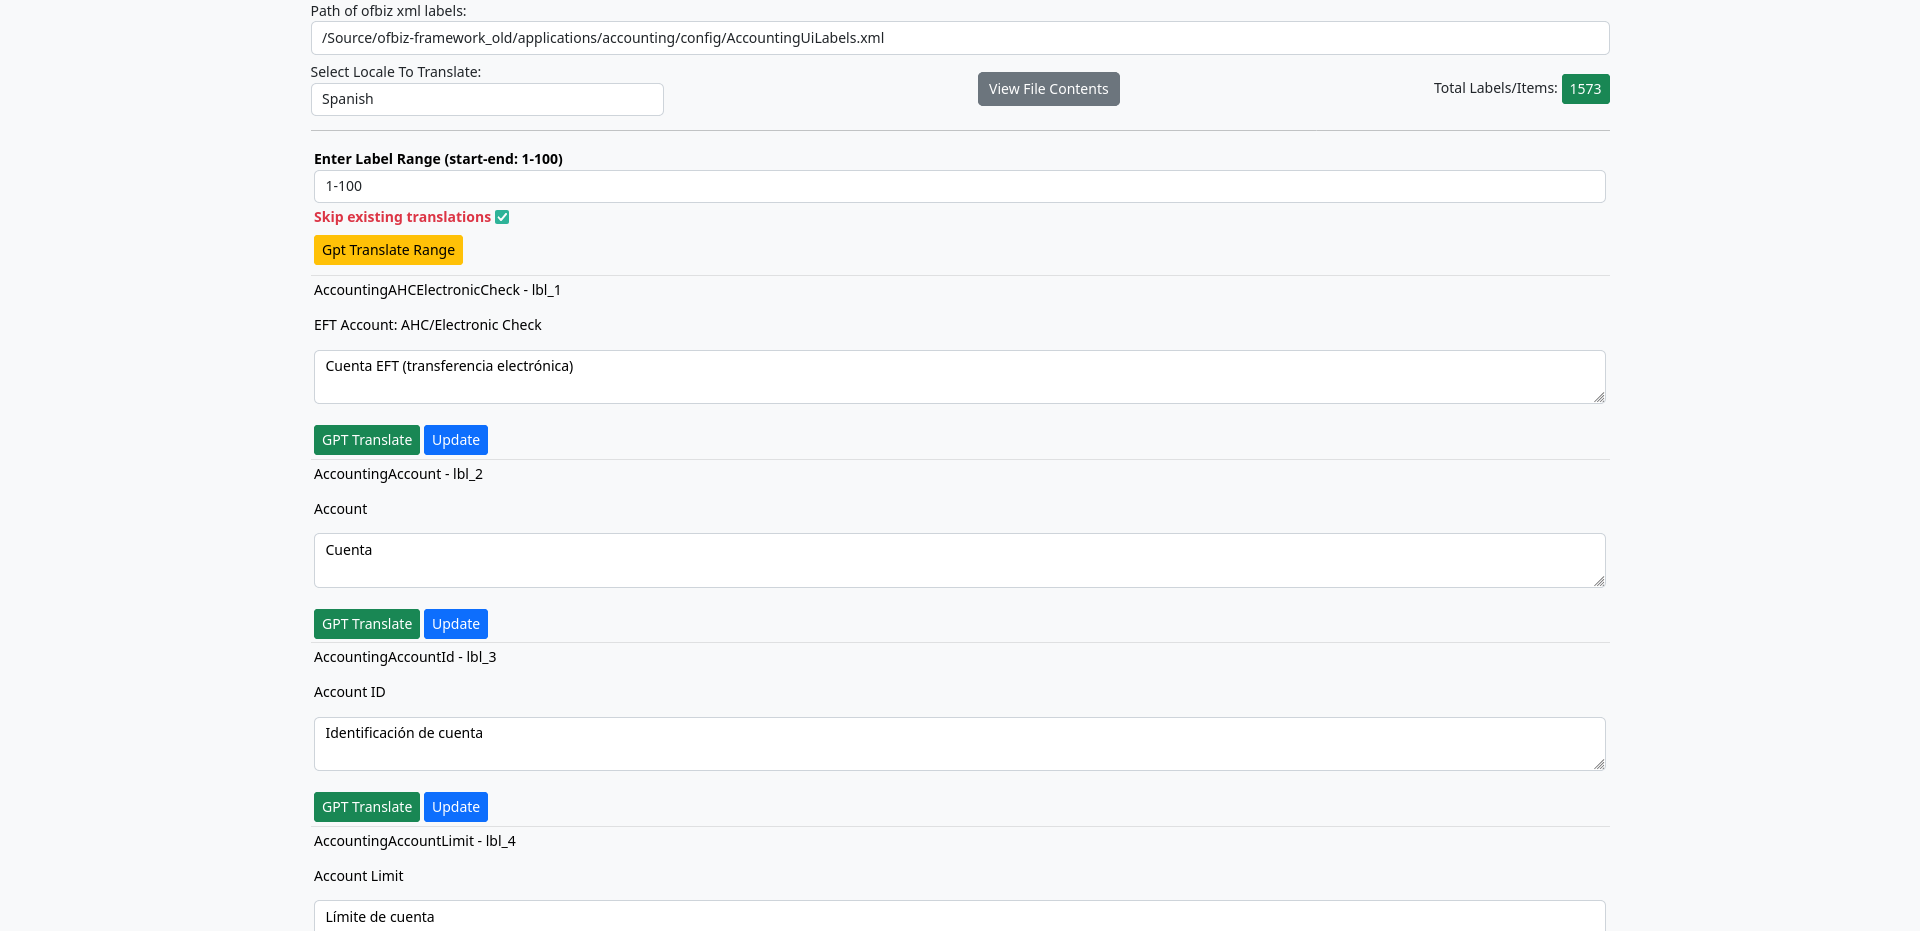 Path of ofbiz xml labels:
/Source/ofbiz-framework_old/applications/accounting/config/AccountingUiLabels.xml
Select Locale To Translate:
Spanish
View File Contents
Total Labels/Items: 1573
Enter Label Range (start-end: 1-100)
1-100
Skip existing translations
Gpt Translate Range
AccountingAHCElectronicCheck - lbl_1
EFT Account: AHC/Electronic Check
Cuenta EFT (transferencia electrónica)
GPT Translate Update
AccountingAccount - lbl_2
Account
Cuenta
GPT Translate Update
AccountingAccountId - lbl_3
Account ID
Identificación de cuenta
GPT Translate Update
AccountingAccountLimit - lbl_4
Account Limit
Límite de cuenta